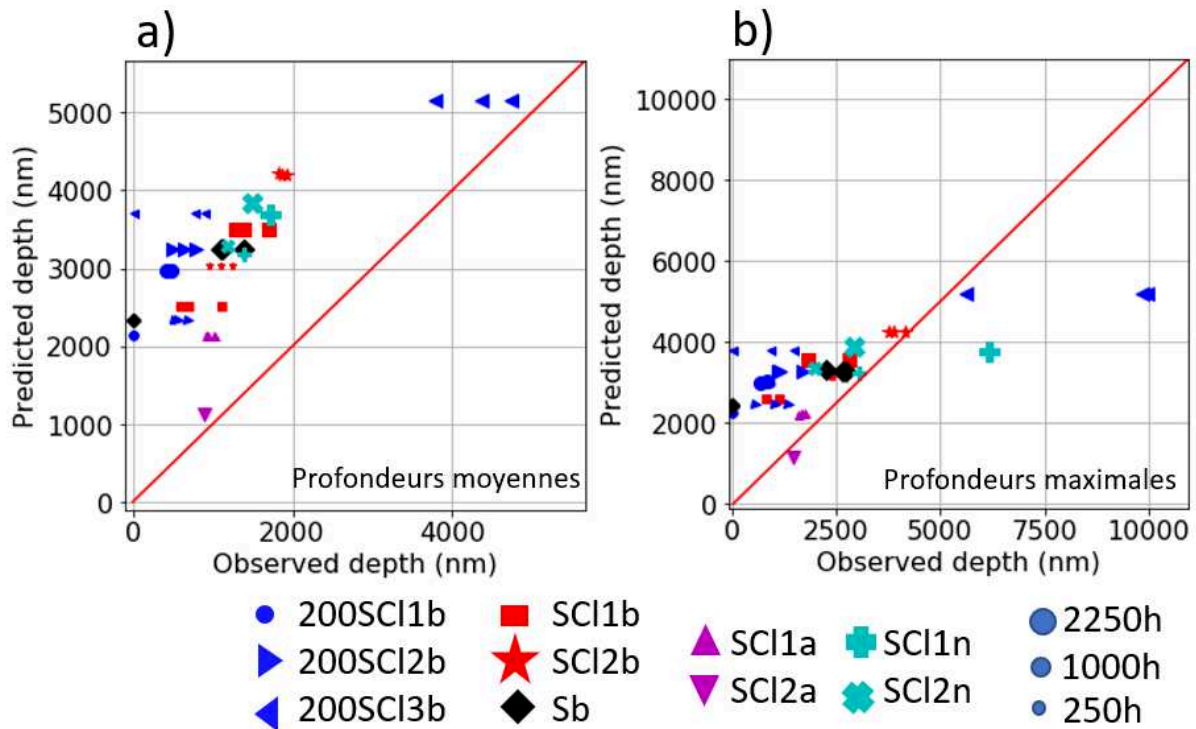 a)
Predicted depth (nm)
5000
4000
3000
2000
1000
0
Profondeurs moyennes
0 2000 4000
Observed depth (nm)
b)
Predicted depth (nm)
10000
8000
6000
4000
2000
0
Profondeurs maximales
0 2500 5000 7500 10000
Observed depth (nm)
200SCl1b
200SCl2b
200SCl3b
SCl1b
SCl2b
Sb
SCl1a
SCl2a
SCl1n
SCl2n
2250h
1000h
250h